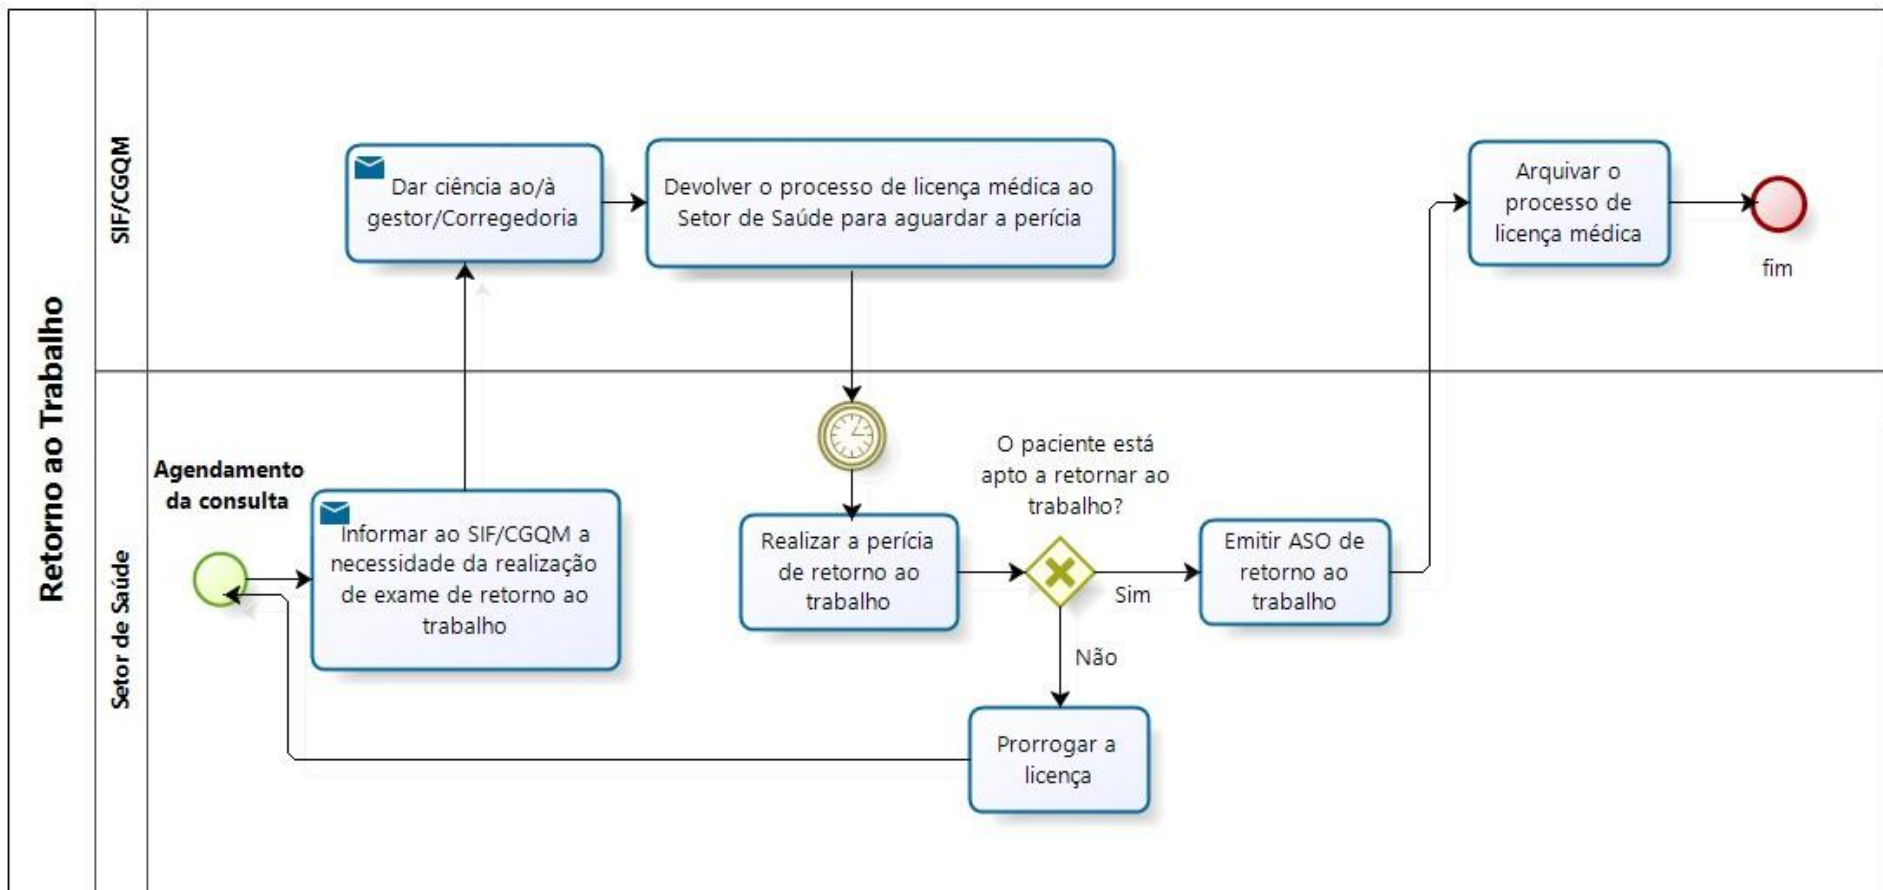 Retorno ao Trabalho
SIF/CGQM
Dar ciência ao/à
gestor/Corregedoria
Devolver o processo de licença médica ao
Setor de Saúde para aguardar a perícia
Arquivar o
processo de
licença médica
fim
Setor de Saúde
Agendamento
da consulta
Informar ao SIF/CGQM a
necessidade da realização
de exame de retorno ao
trabalho
Realizar a perícia
de retorno ao
trabalho
O paciente está
apto a retornar ao
trabalho?
Sim
Emitir ASO de
retorno ao
trabalho
Não
Prorrogar a
licença